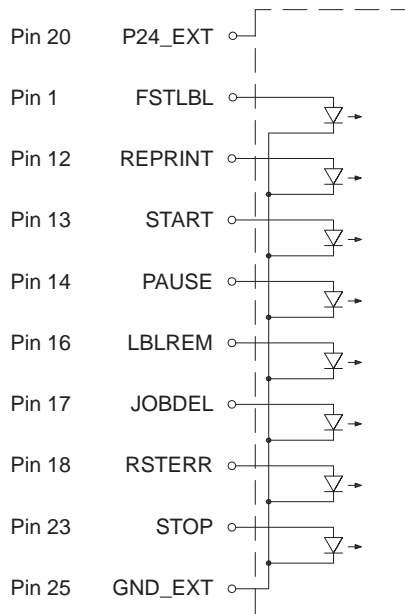 Pin 20 P24_EXT
Pin 1 FSTLBL
Pin 12 REPRINT
Pin 13 START
Pin 14 PAUSE
Pin 16 LBLREM
Pin 17 JOBDEL
Pin 18 RSTERR
Pin 23 STOP
Pin 25 GND_EXT